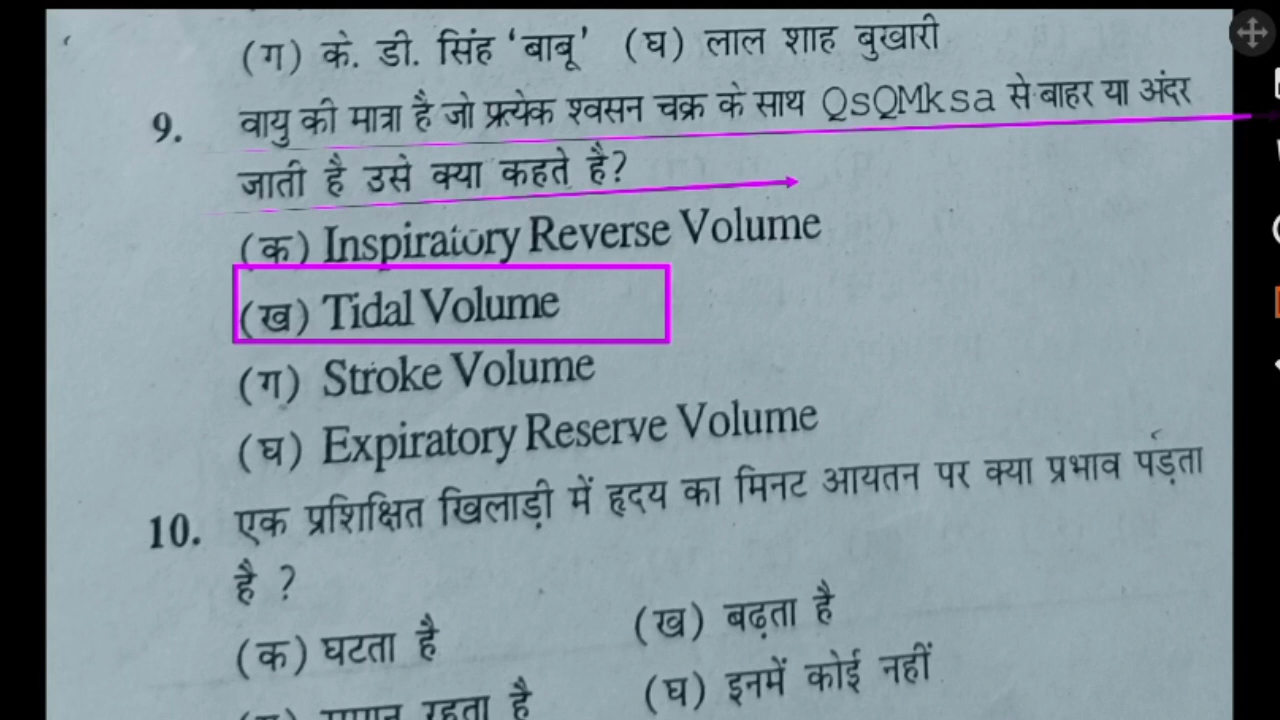 (ग) के. डी. सिंह 'बाबू' (घ) लाल शाह बुखारी
9. वायु की मात्रा है जो प्रत्येक श्वसन चक्र के साथ QsQMksa से बाहर या अंदर
जाती है उसे क्या कहते है?
(क) Inspiratory Reverse Volume
(ख) Tidal Volume
(ग) Stroke Volume
(घ) Expiratory Reserve Volume
10. एक प्रशिक्षित खिलाड़ी में हृदय का मिनट आयतन पर क्या प्रभाव पड़ता
है ?
(क) घटता है (ख) बढ़ता है
रहता है (घ) इनमें कोई नहीं